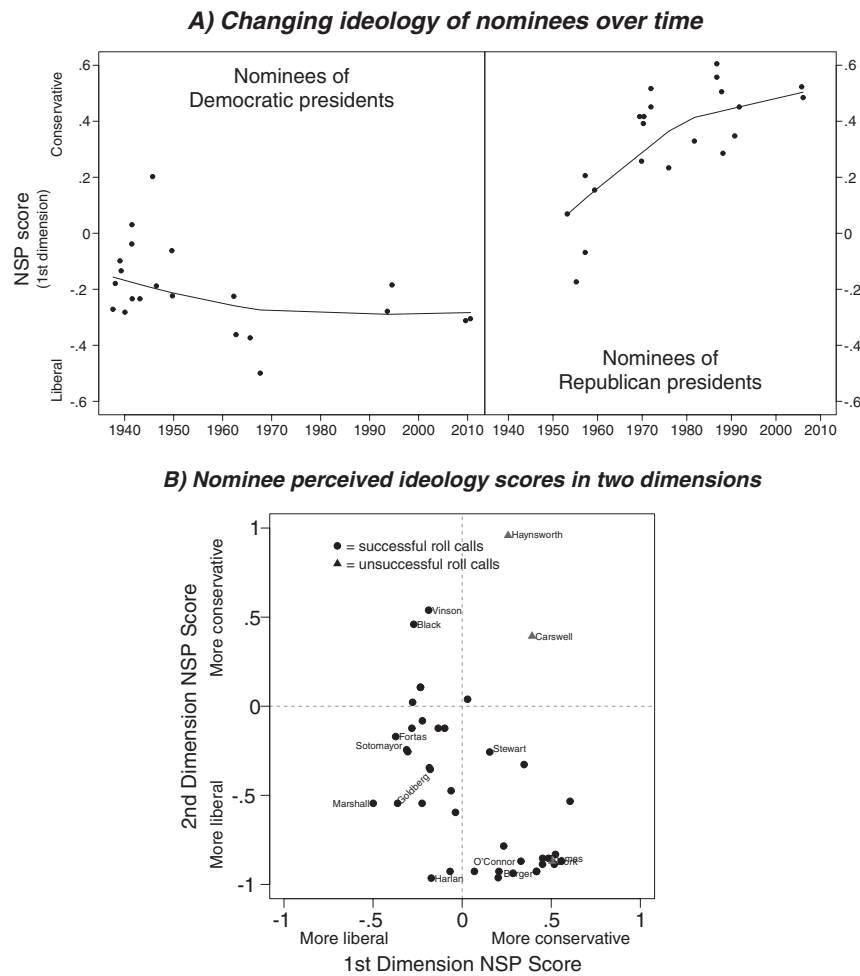 A) Changing ideology of nominees over time
Nominees of
Democratic presidents
Nominees of
Republican presidents
NSP score
(1st dimension)
Conservative
Liberal
.6
.4
.2
0
-.2
-.4
-.6
.6
.4
.2
0
-.2
-.4
-.6
1940 1950 1960 1970 1980 1990 2000 2010
1940 1950 1960 1970 1980 1990 2000 2010
B) Nominee perceived ideology scores in two dimensions
= successful roll calls
= unsuccessful roll calls
Haynsworth
Vinson
Black
Carswell
Fortas
Sotomayor
Stewart
Goldberg
Marshall
O'Connor
Burger
Harlan
2nd Dimension NSP Score
More conservative
More liberal
1
.5
0
-.5
-1
-1 -.5 0 .5 1
More liberal More conservative
1st Dimension NSP Score